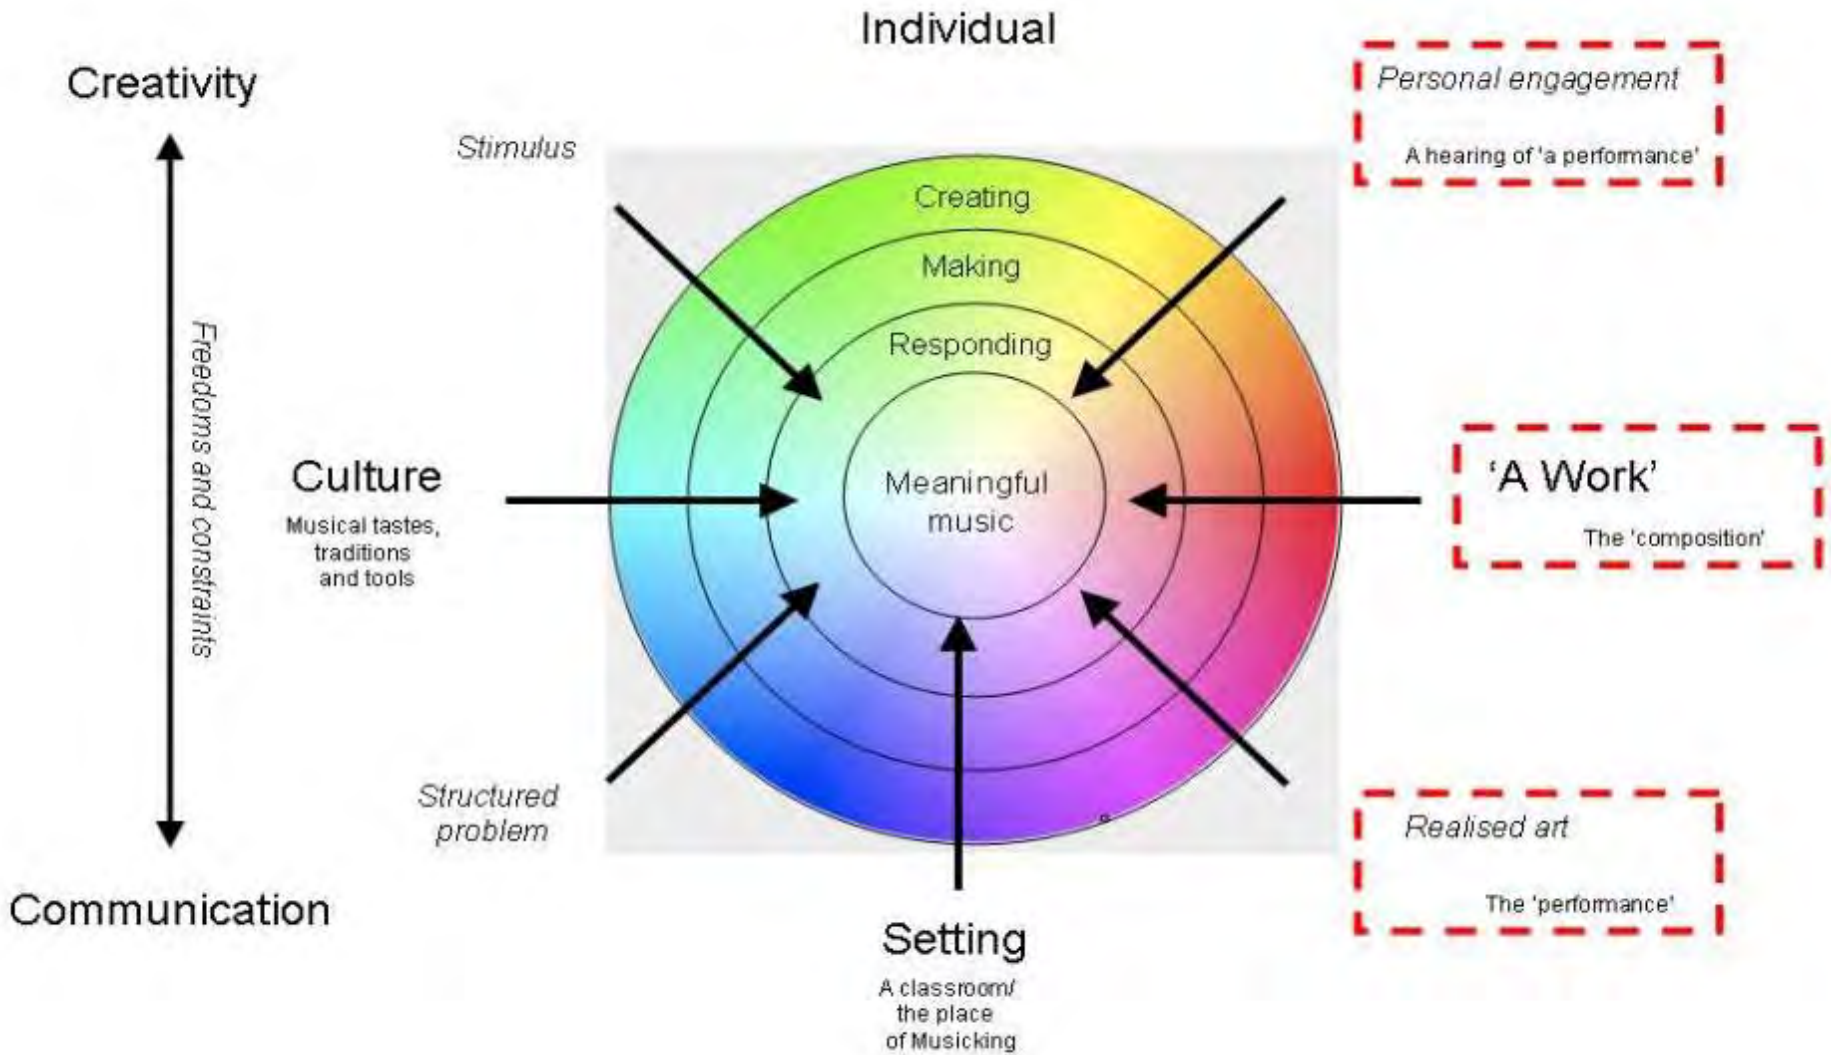 Individual
Creativity
Personal engagement
A hearing of 'a performance'
Stimulus
Creating
Making
Responding
Freedoms and constraints
Culture
Musical tastes,
traditions
and tools
Meaningful
music
'A Work'
The 'composition'
Structured
problem
Realised art
The 'performance'
Communication
Setting
A classroom/
the place
of Musicking